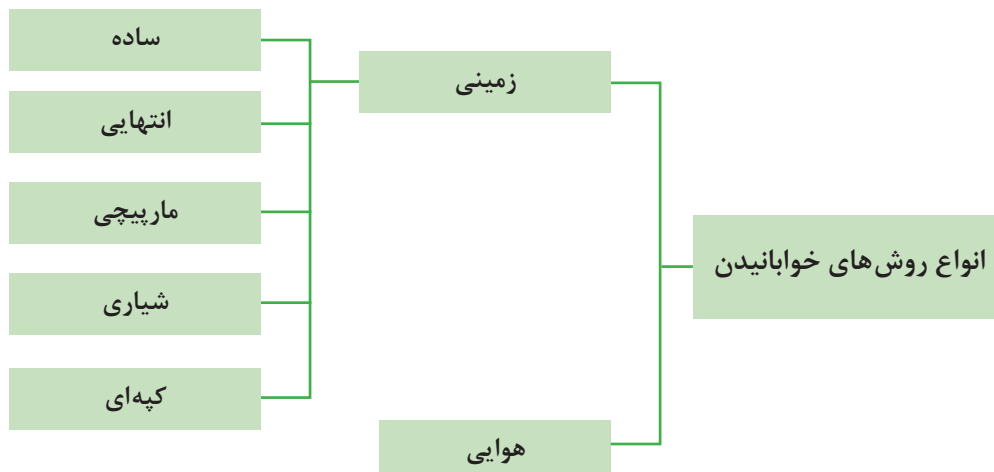 انواع روش‌های خوابانیدن
زمینی
ساده
انتهایی
مارپیچی
شیاری
کپه‌ای
هوایی